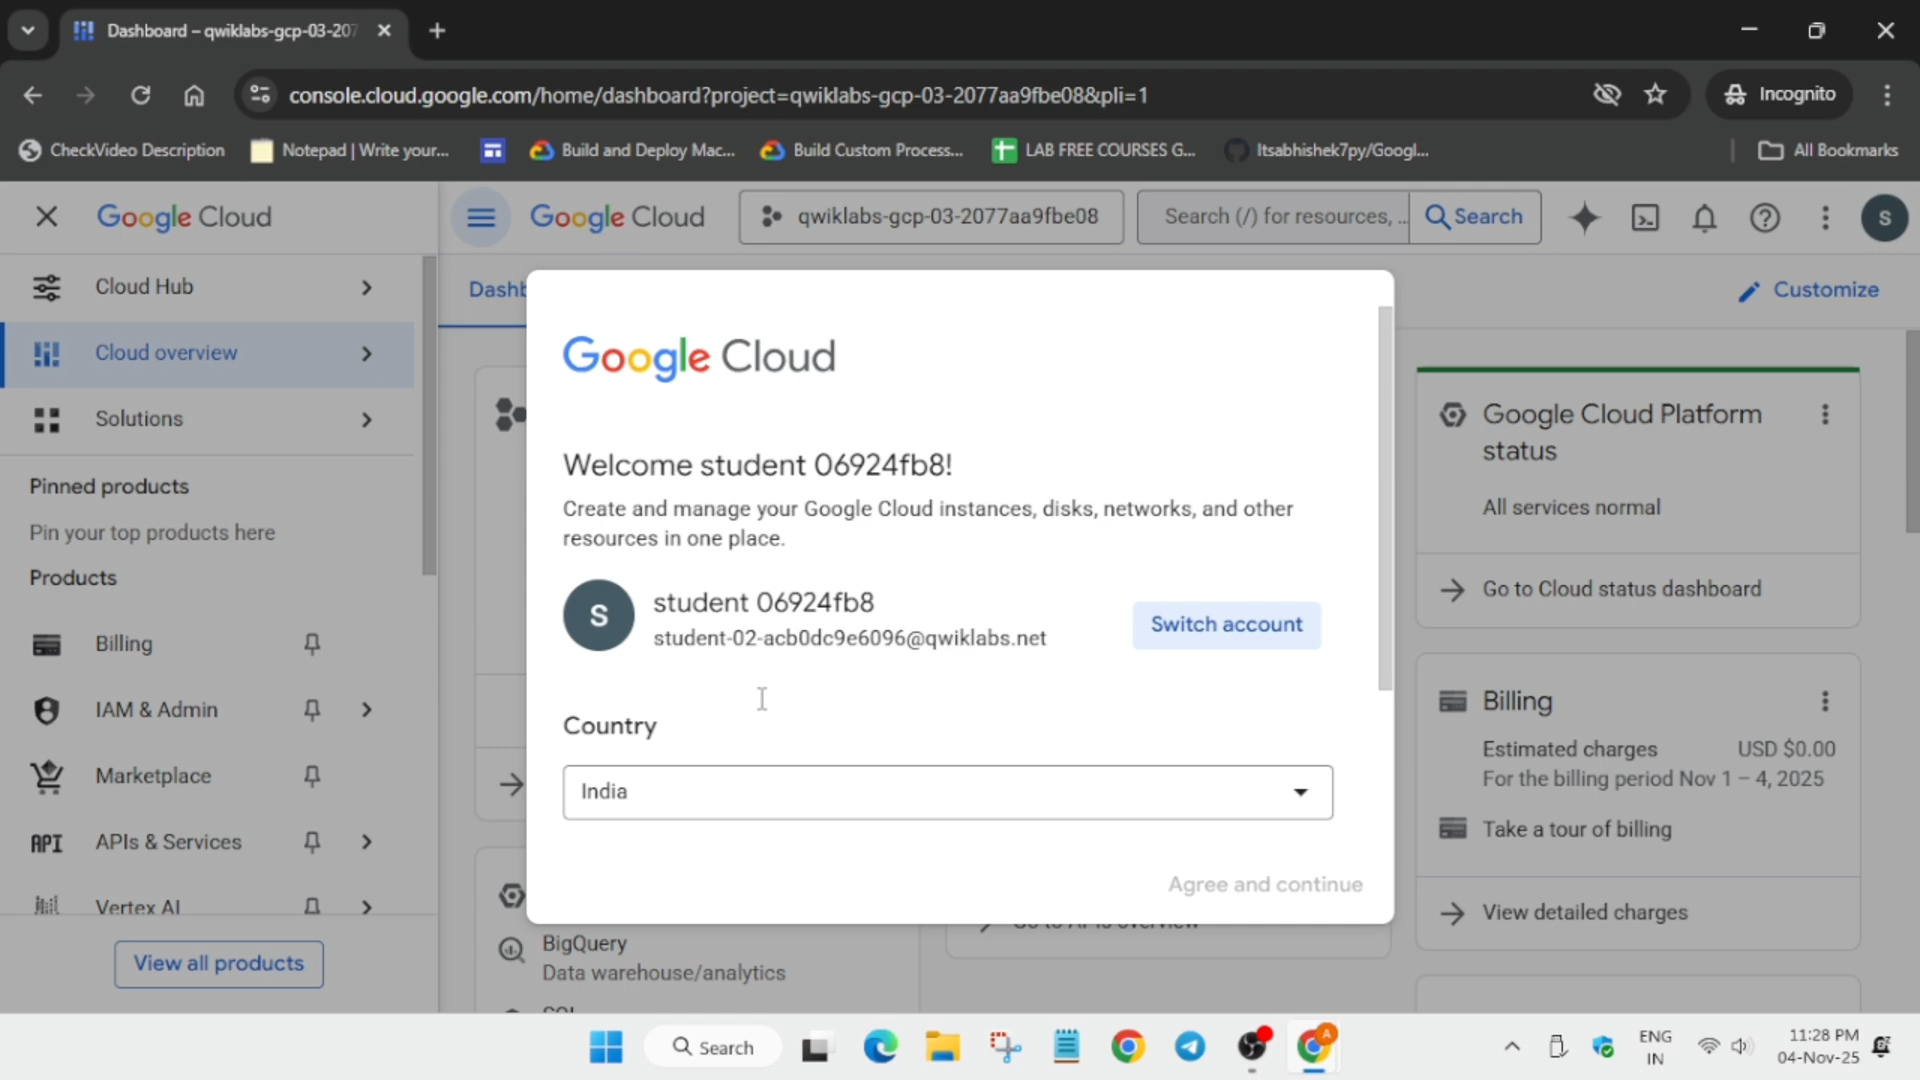 Dashboard – qwiklabs-gcp-03-207
console.cloud.google.com/home/dashboard?project=qwiklabs-gcp-03-2077aa9fbe08&pli=1
Incognito
CheckVideo Description
Notepad | Write your...
Build and Deploy Mac...
Build Custom Process...
LAB FREE COURSES G...
Itsabhishek7py/Googl...
All Bookmarks
Google Cloud
Google Cloud
qwiklabs-gcp-03-2077aa9fbe08
Search (/) for resources, ...
Search
S
Cloud Hub
Cloud overview
Solutions
Pinned products
Pin your top products here
Products
Billing
IAM & Admin
Marketplace
API
APIs & Services
Vertex AI
View all products
Dashb
Customize
Google Cloud
Welcome student 06924fb8!
Create and manage your Google Cloud instances, disks, networks, and other
resources in one place.
S
student 06924fb8
student-02-acb0dc9e6096@qwiklabs.net
Switch account
Country
India
Agree and continue
BigQuery
Data warehouse/analytics
SQL
Go to APIs overview
Google Cloud Platform
status
All services normal
Go to Cloud status dashboard
Billing
Estimated charges USD $0.00
For the billing period Nov 1 – 4, 2025
Take a tour of billing
View detailed charges
Search
A
ENG
IN
11:28 PM
04-Nov-25